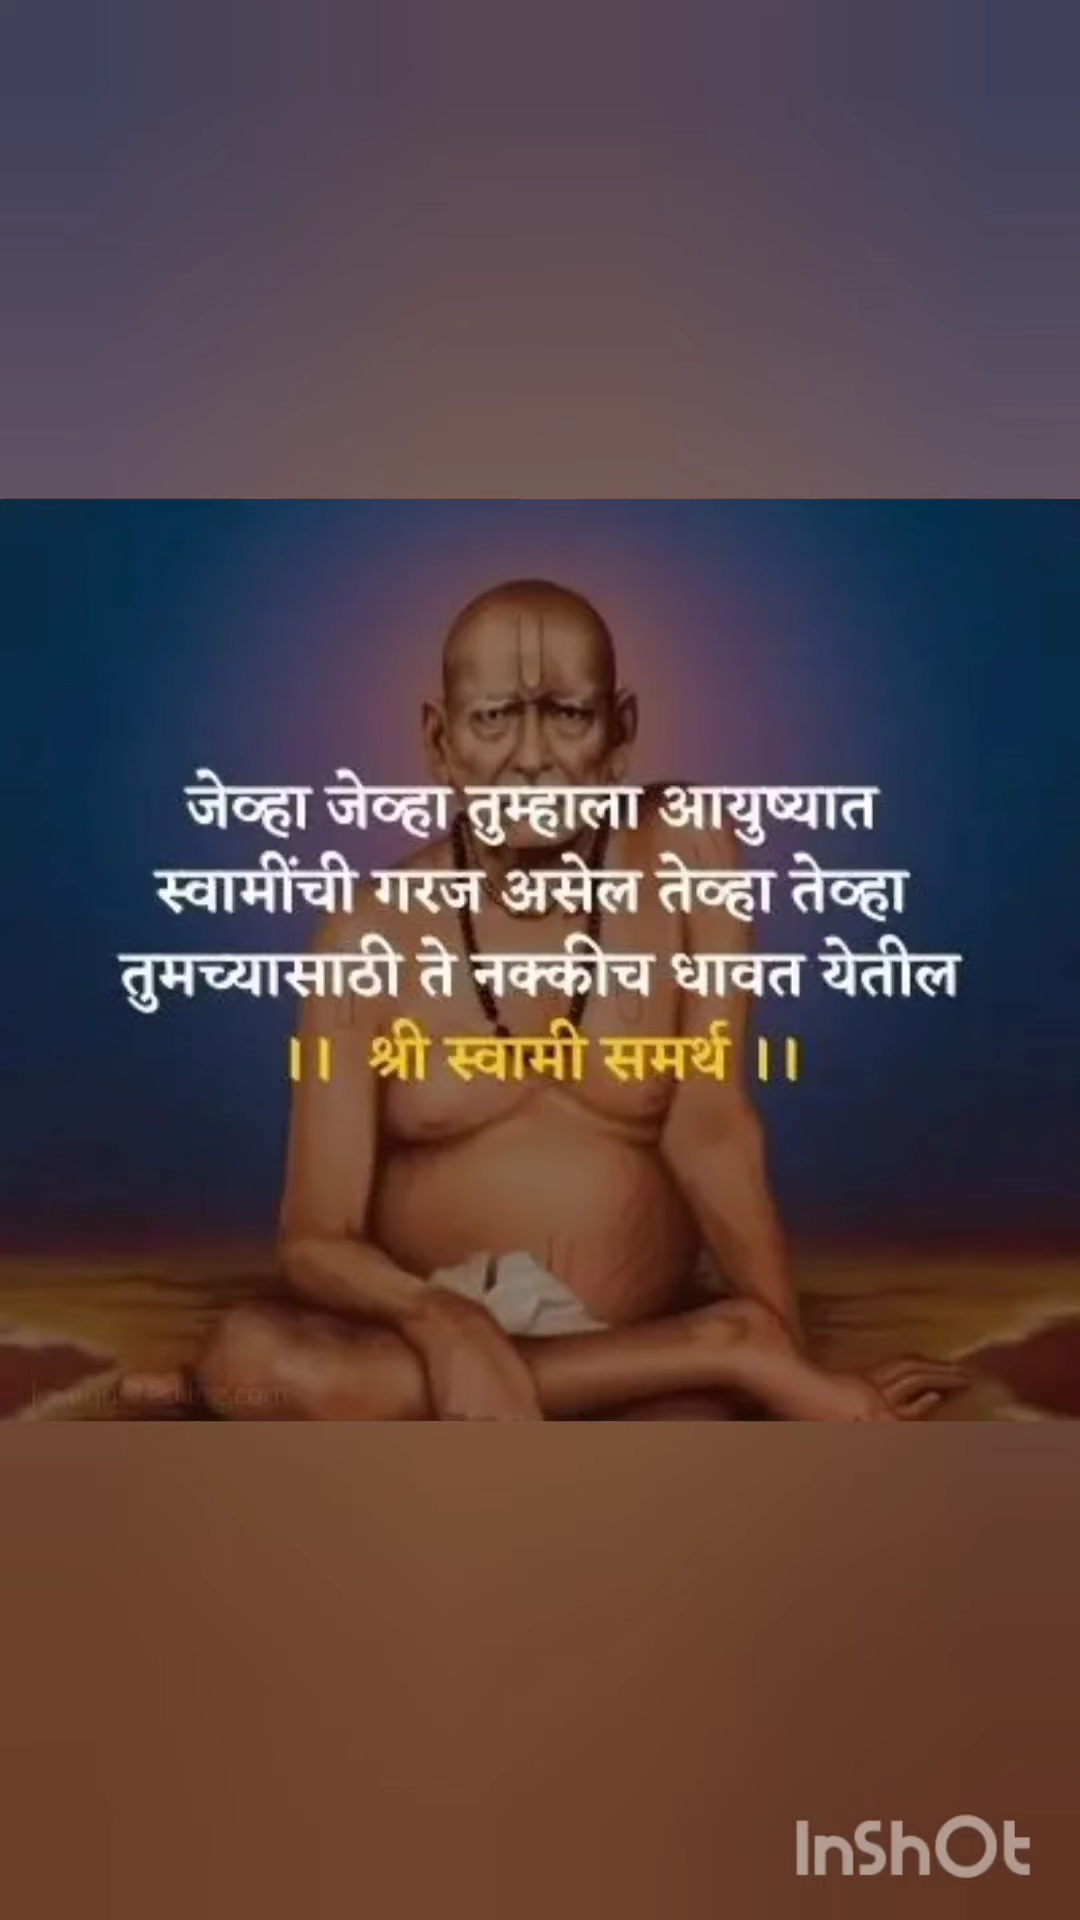 जेव्हा जेव्हा तुम्हाला आयुष्यात
स्वामींची गरज असेल तेव्हा तेव्हा
तुमच्यासाठी ते नक्कीच धावत येतील
।। श्री स्वामी समर्थ ।।
InShOt